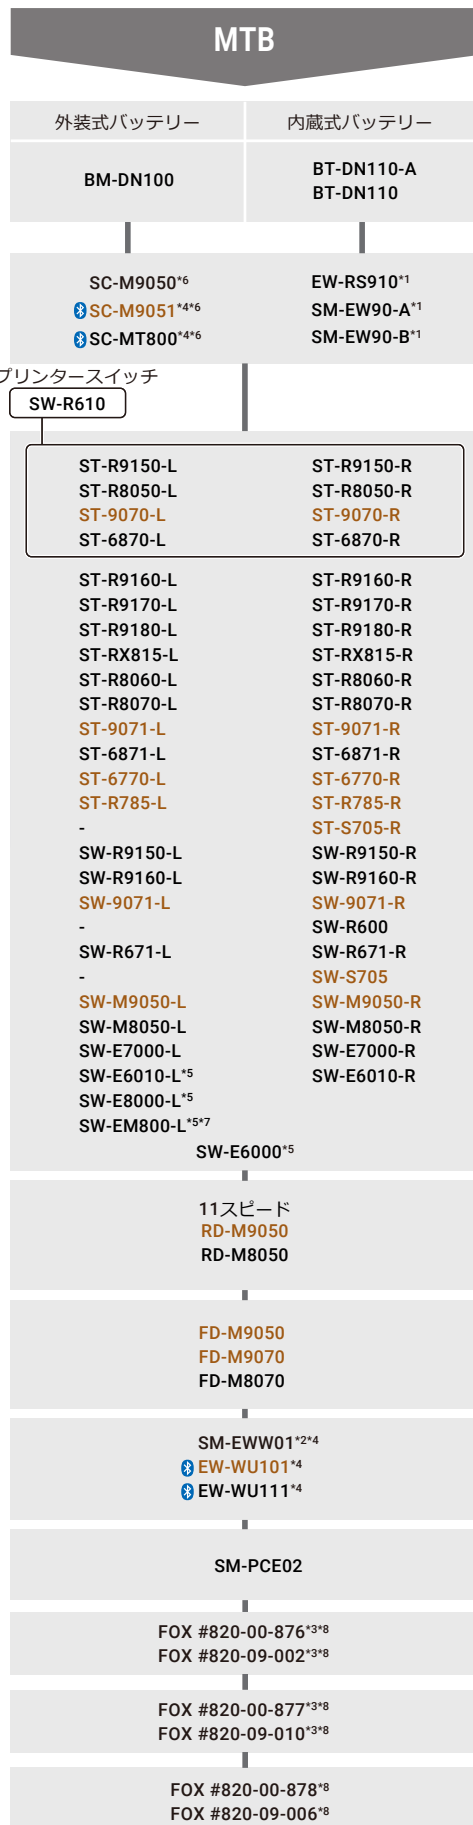 MTB
外装式バッテリー 内蔵式バッテリー
BM-DN100
BT-DN110-A
BT-DN110
SC-M9050*6 EW-RS910*1
SC-M9051*4*6 SM-EW90-A*1
SC-MT800*4*6 SM-EW90-B*1
プリンタースイッチ
SW-R610
ST-R9150-L ST-R9150-R
ST-R8050-L ST-R8050-R
ST-9070-L ST-9070-R
ST-6870-L ST-6870-R
ST-R9160-L ST-R9160-R
ST-R9170-L ST-R9170-R
ST-R9180-L ST-R9180-R
ST-RX815-L ST-RX815-R
ST-R8060-L ST-R8060-R
ST-R8070-L ST-R8070-R
ST-9071-L ST-9071-R
ST-6871-L ST-6871-R
ST-6770-L ST-6770-R
ST-R785-L ST-R785-R
- ST-S705-R
SW-R9150-L SW-R9150-R
SW-R9160-L SW-R9160-R
SW-9071-L SW-9071-R
- SW-R600
SW-R671-L SW-R671-R
- SW-S705
SW-M9050-L SW-M9050-R
SW-M8050-L SW-M8050-R
SW-E7000-L SW-E7000-R
SW-E6010-L*5 SW-E6010-R
SW-E8000-L*5
SW-EM800-L*5*7
SW-E6000*5
11スピード
RD-M9050
RD-M8050
FD-M9050
FD-M9070
FD-M8070
SM-EWW01*2*4
EW-WU101*4
EW-WU111*4
SM-PCE02
FOX #820-00-876*3*8
FOX #820-09-002*3*8
FOX #820-00-877*3*8
FOX #820-09-010*3*8
FOX #820-00-878*8
FOX #820-09-006*8